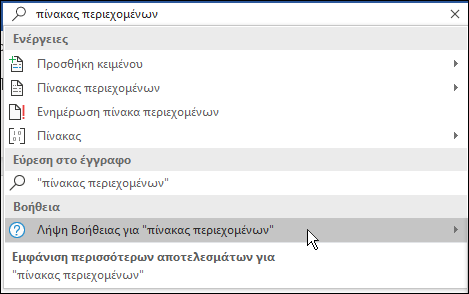 πίνακας περιεχομένων
Ενέργειες
Προσθήκη κειμένου
Πίνακας περιεχομένων
Ενημέρωση πίνακα περιεχομένων
Πίνακας
Εύρεση στο έγγραφο
"πίνακας περιεχομένων"
Βοήθεια
Λήψη Βοήθειας για "πίνακας περιεχομένων"
Εμφάνιση περισσότερων αποτελεσμάτων για
"πίνακας περιεχομένων"